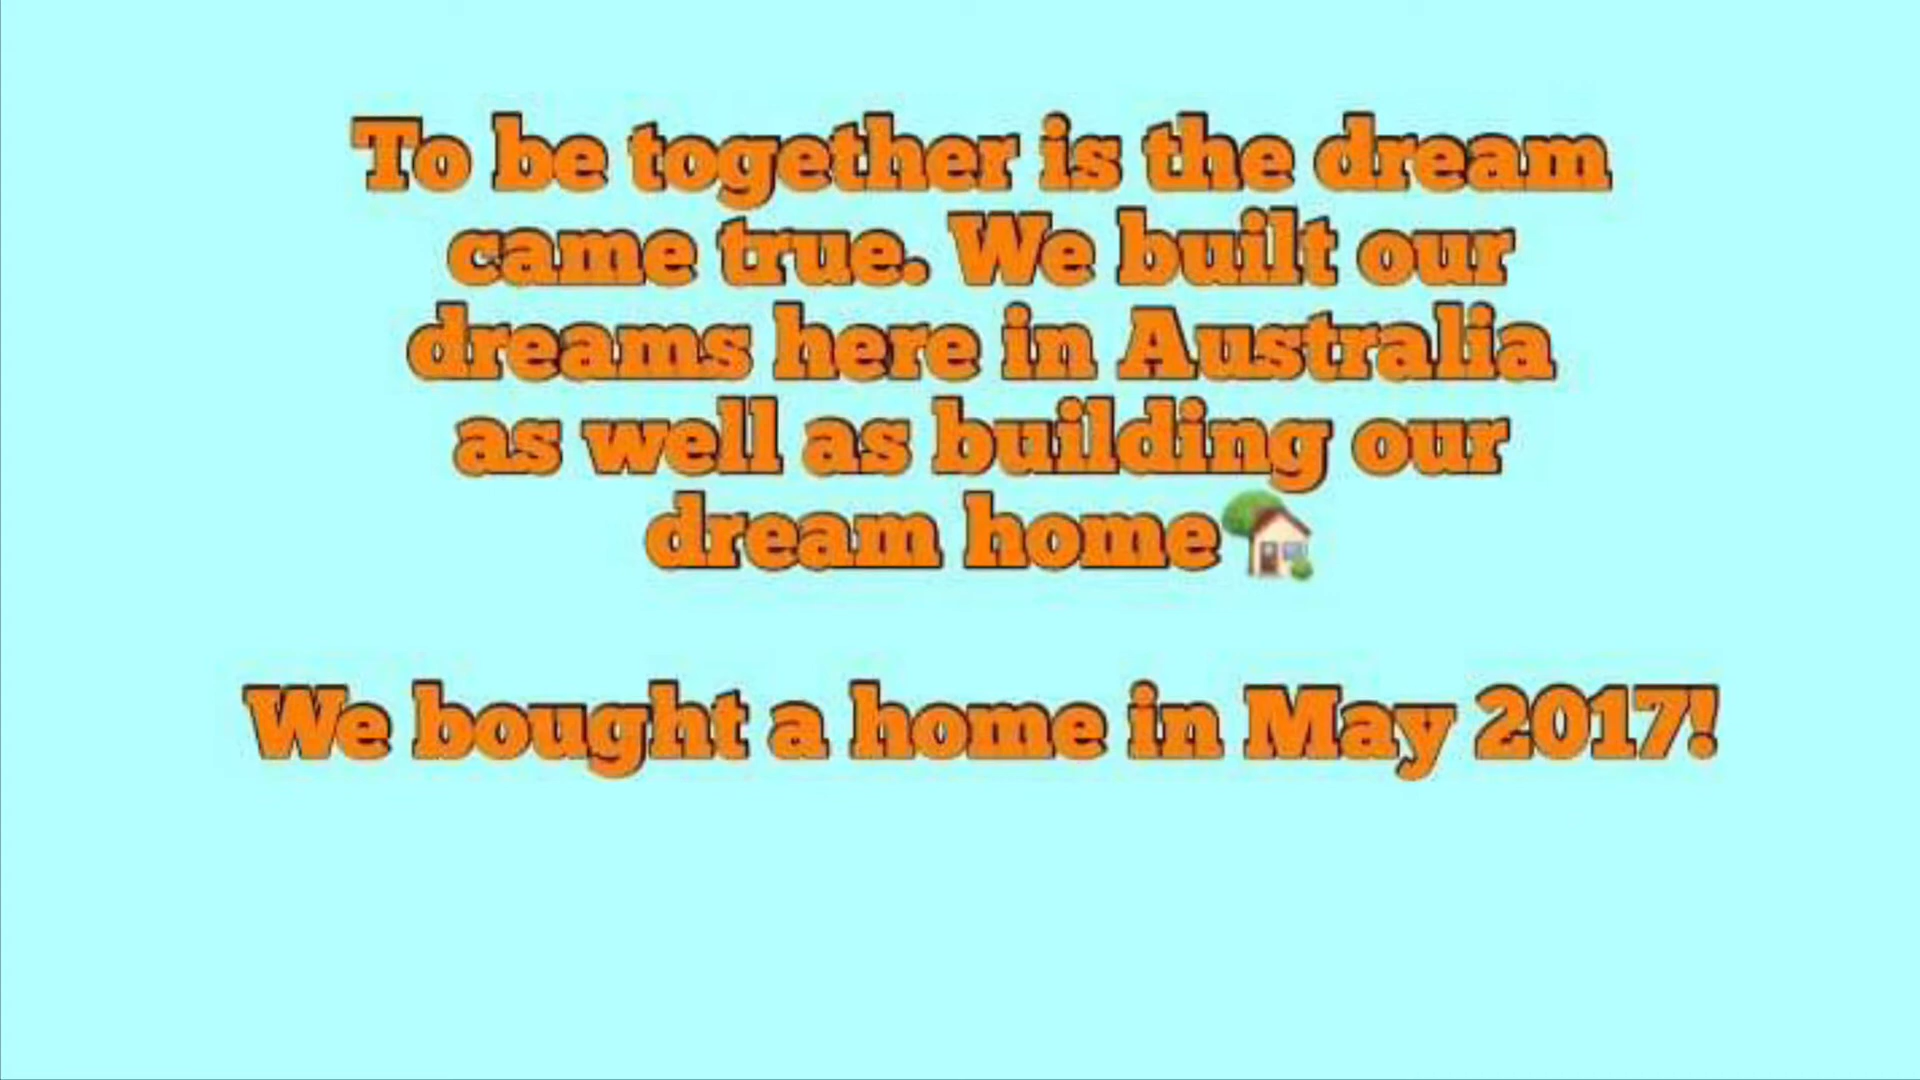 To be together is the dream
came true. We built our
dreams here in Australia
as well as building our
dream home🏡
We bought a home in May 2017!